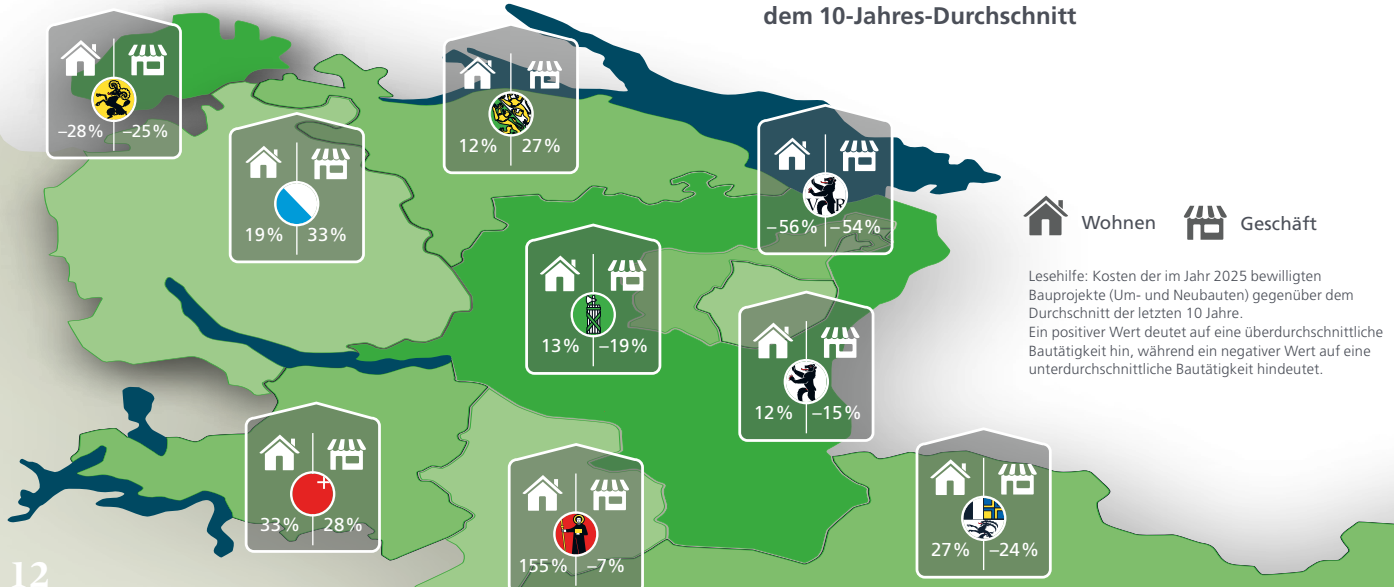 dem 10-Jahres-Durchschnitt
–28% –25%
12% 27%
19% 33%
VR
–56% –54%
Wohnen Geschäft
13% –19%
Lesehilfe: Kosten der im Jahr 2025 bewilligten
Bauprojekte (Um- und Neubauten) gegenüber dem
Durchschnitt der letzten 10 Jahre.
Ein positiver Wert deutet auf eine überdurchschnittliche
Bautätigkeit hin, während ein negativer Wert auf eine
unterdurchschnittliche Bautätigkeit hindeutet.
12% –15%
33% 28%
155% –7%
27% –24%
12